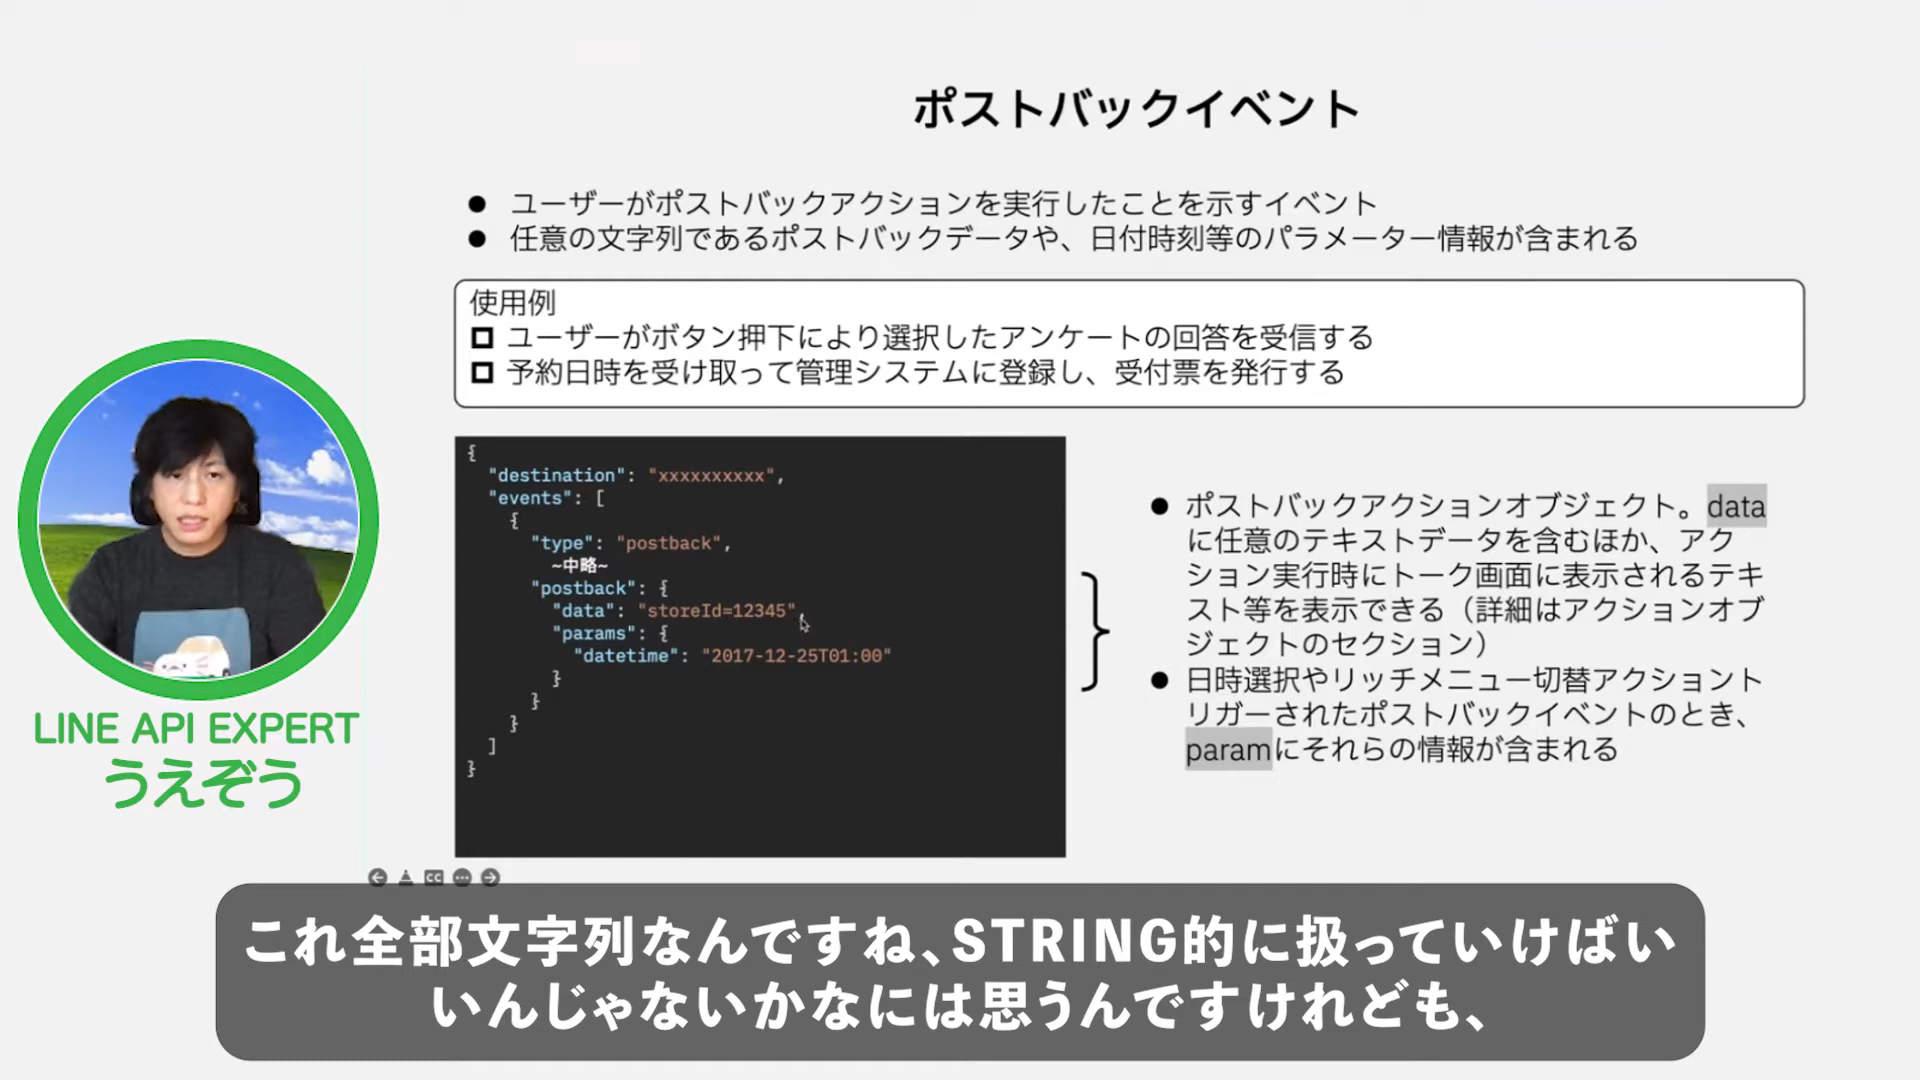 ポストバックイベント
● ユーザーがポストバックアクションを実行したことを示すイベント
● 任意の文字列であるポストバックデータや、日付時刻等のパラメーター情報が含まれる
使用例
ユーザーがボタン押下により選択したアンケートの回答を受信する
予約日時を受け取って管理システムに登録し、受付票を発行する
{
"destination": "xxxxxxxxxx",
"events": [
{
"type": "postback",
~中略~
"postback": {
"data": "storeId=12345",
"params": {
"datetime": "2017-12-25T01:00"
}
}
}
]
}
● ポストバックアクションオブジェクト。data
に任意のテキストデータを含むほか、アク
ション実行時にトーク画面に表示されるテキ
スト等を表示できる（詳細はアクションオブ
ジェクトのセクション）
● 日時選択やリッチメニュー切替アクショント
リガーされたポストバックイベントのとき、
paramにそれらの情報が含まれる
LINE API EXPERT
うえぞう
CC
これ全部文字列なんですね、STRING的に扱っていけばい
いんじゃないかなには思うんですけれども、